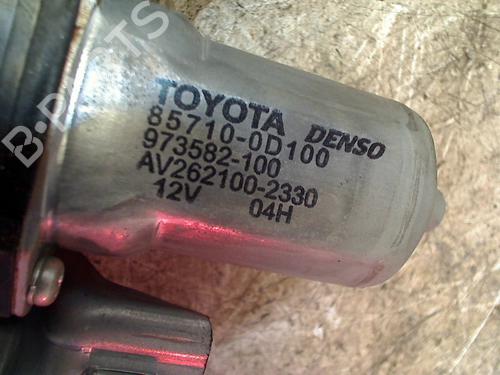 TOYOTA DENSO
85710-0D100
973582-100
AV262100-2330
12V 04H
B-PARTS